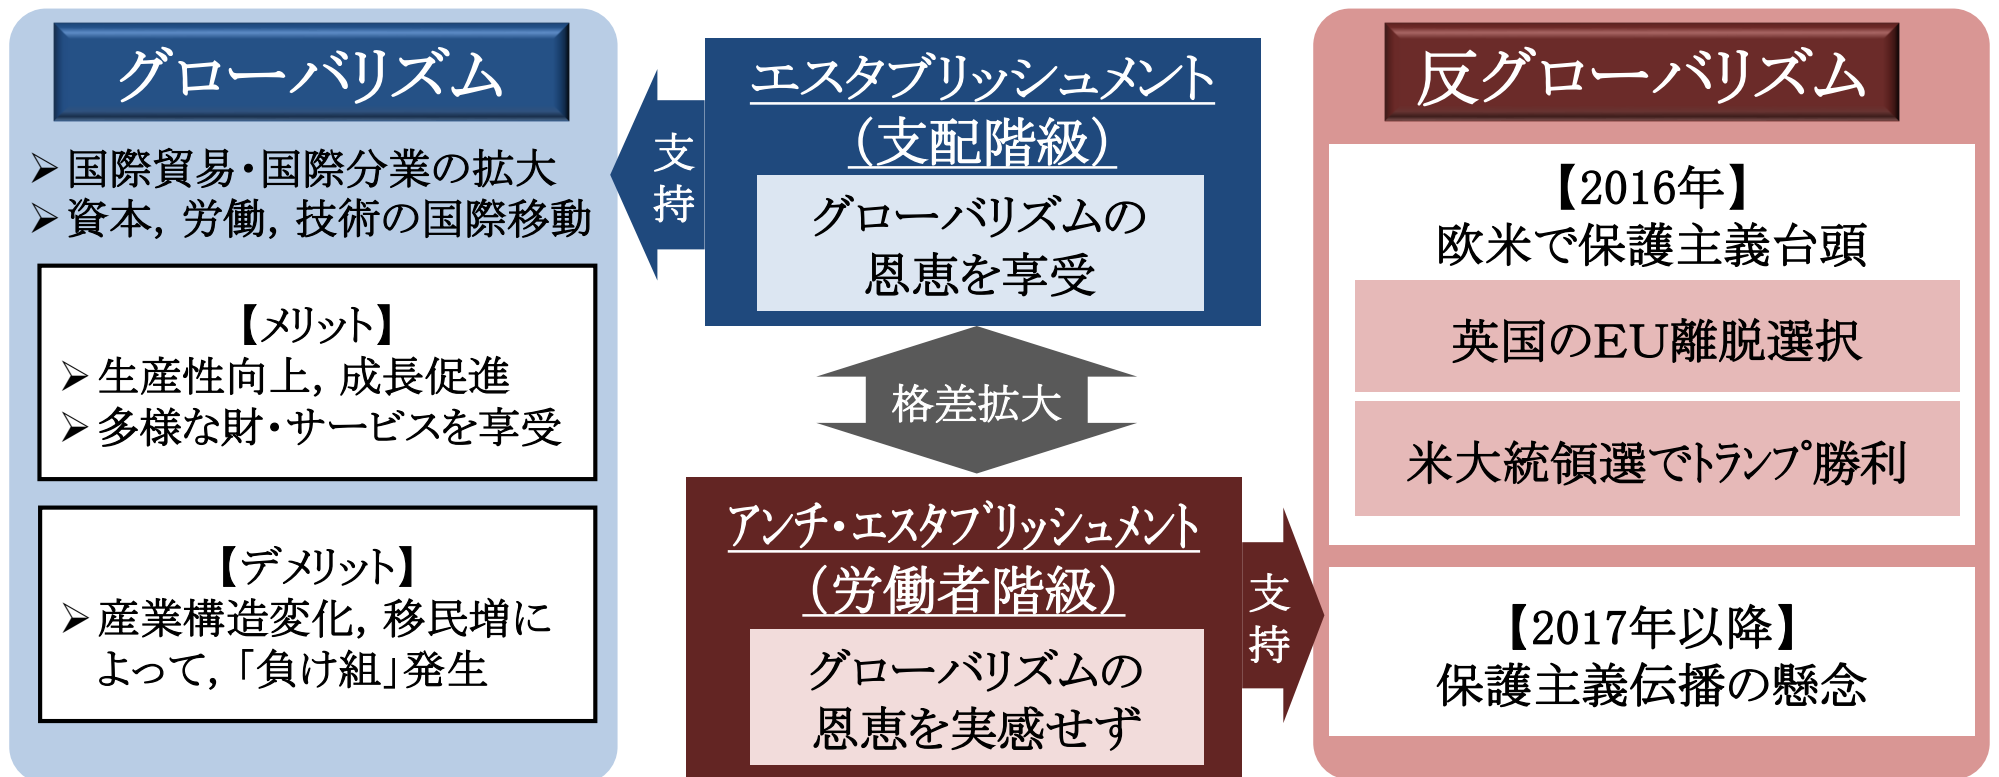 グローバリズム
➢国際貿易・国際分業の拡大
➢資本，労働，技術の国際移動
【メリット】
➢生産性向上，成長促進
➢多様な財・サービスを享受
【デメリット】
➢産業構造変化，移民増に
よって，「負け組」発生
支持
エスタブリッシュメント
（支配階級）
グローバリズムの
恩恵を享受
格差拡大
アンチ・エスタブリッシュメント
（労働者階級）
グローバリズムの
恩恵を実感せず
支持
反グローバリズム
【2016年】
欧米で保護主義台頭
英国のEU離脱選択
米大統領選でﾄﾗﾝﾌﾟ勝利
【2017年以降】
保護主義伝播の懸念